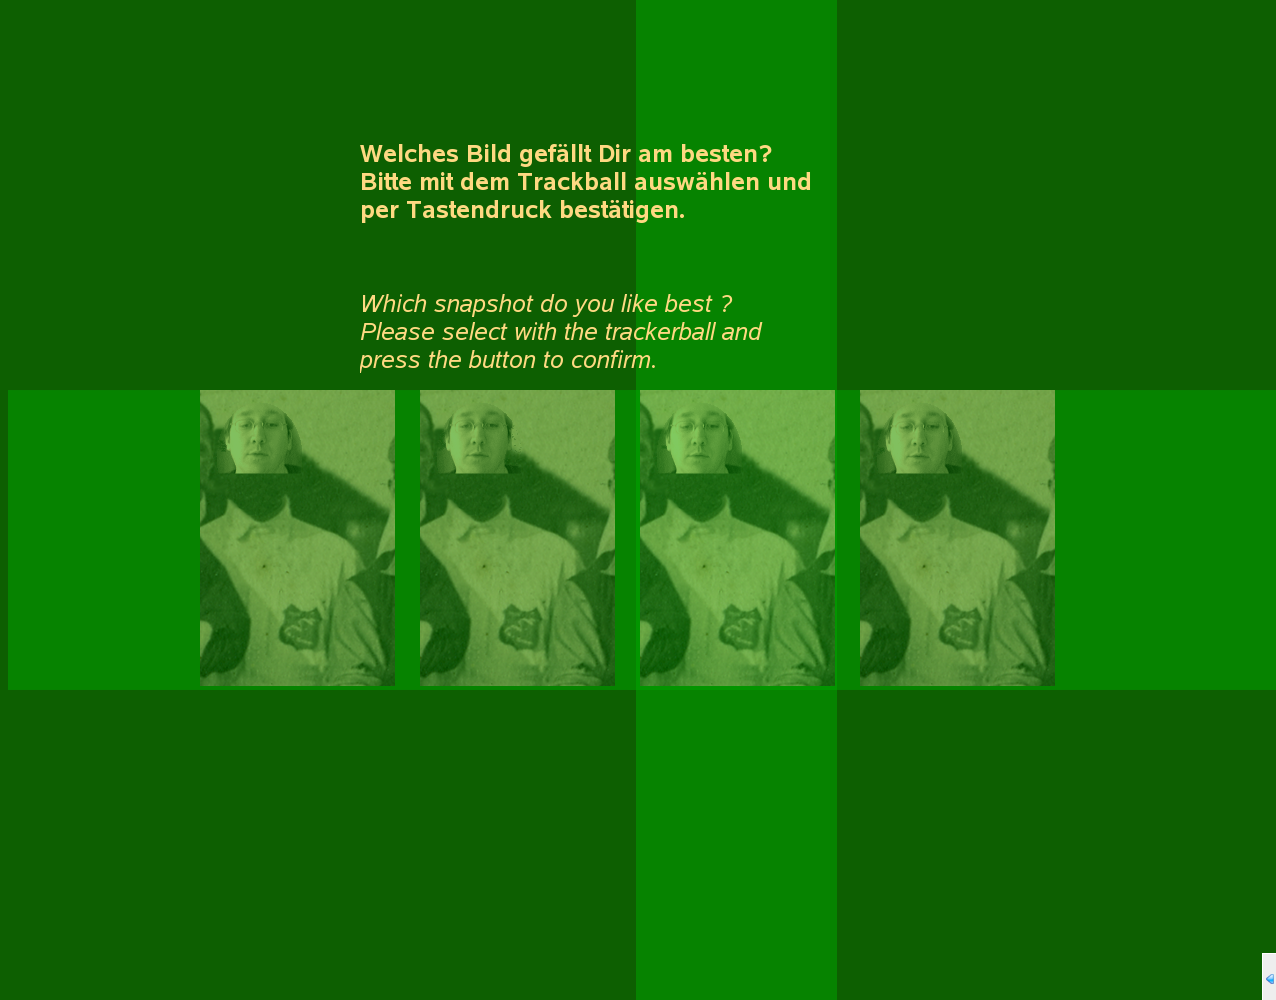 Welches Bild gefällt Dir am besten?
Bitte mit dem Trackball auswählen und
per Tastendruck bestätigen.
Which snapshot do you like best ?
Please select with the trackerball and
press the button to confirm.